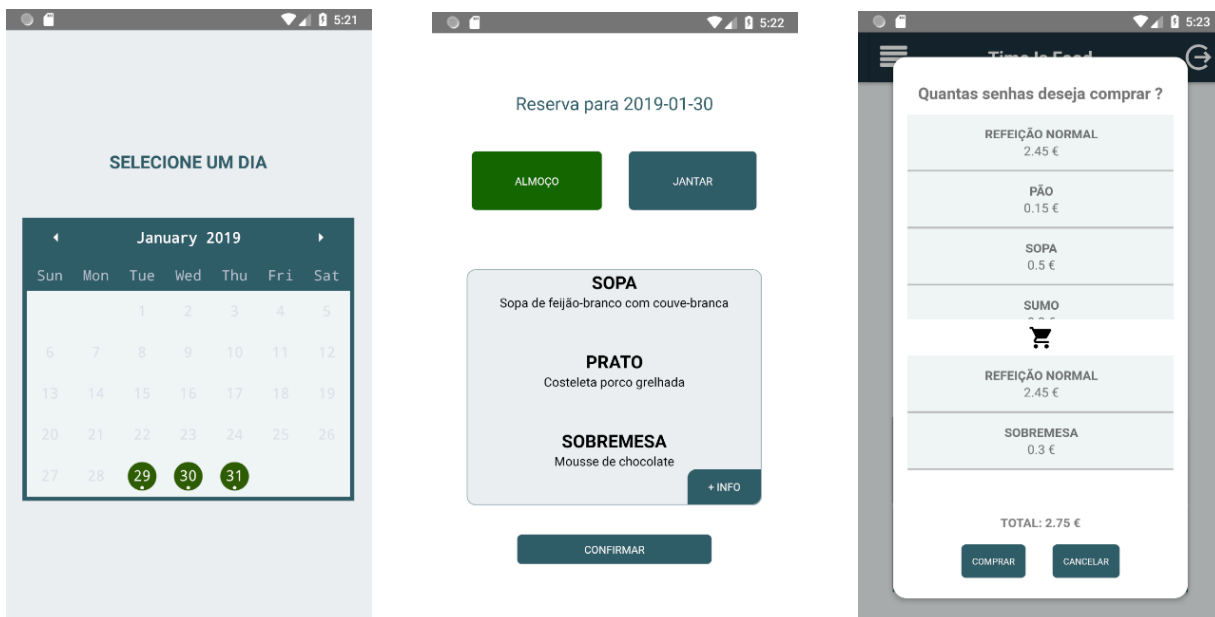 5:21
SELECIONE UM DIA
January 2019
Sun Mon Tue Wed Thu Fri Sat
1 2 3 4 5
6 7 8 9 10 11 12
13 14 15 16 17 18 19
20 21 22 23 24 25 26
27 28 29 30 31
5:22
Reserva para 2019-01-30
ALMOÇO JANTAR
SOPA
Sopa de feijão-branco com couve-branca
PRATO
Costeleta porco grelhada
SOBREMESA
Mousse de chocolate
+ INFO
CONFIRMAR
5:23
Time Is Food
Quantas senhas deseja comprar ?
REFEIÇÃO NORMAL
2.45 €
PÃO
0.15 €
SOPA
0.5 €
SUMO
REFEIÇÃO NORMAL
2.45 €
SOBREMESA
0.3 €
TOTAL: 2.75 €
COMPRAR CANCELAR